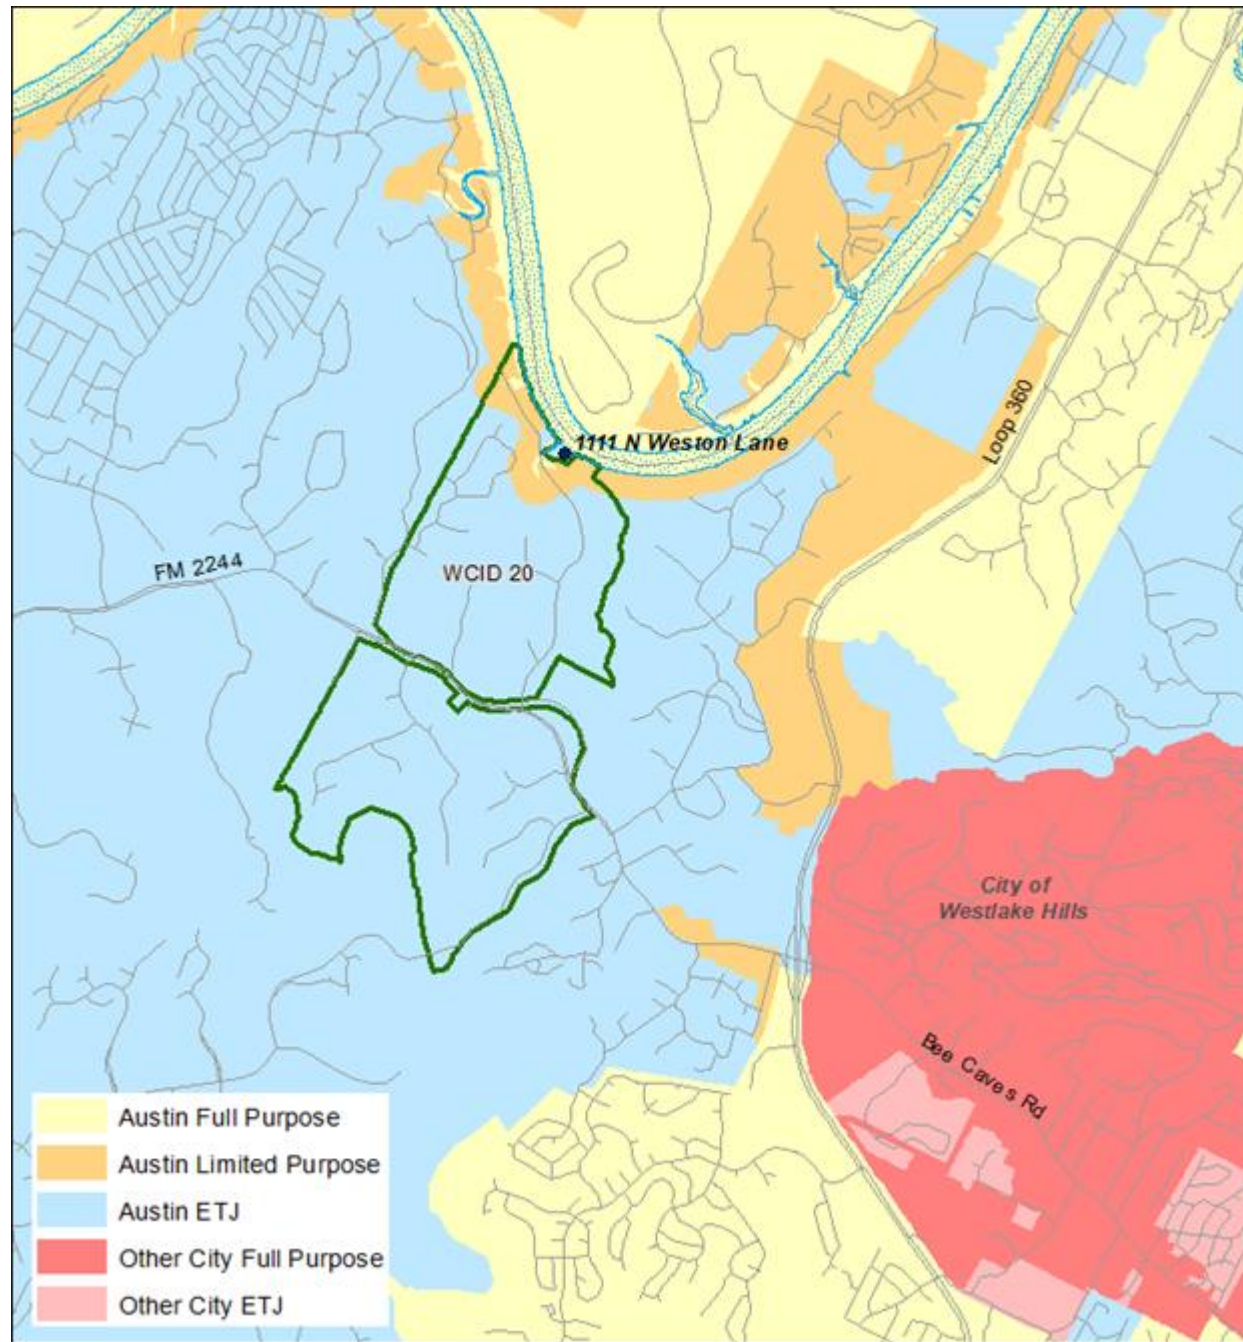 1111 N Weston Lane
Loop 360
FM 2244
WCID 20
City of
Westlake Hills
Bee Caves Rd
Austin Full Purpose
Austin Limited Purpose
Austin ETJ
Other City Full Purpose
Other City ETJ